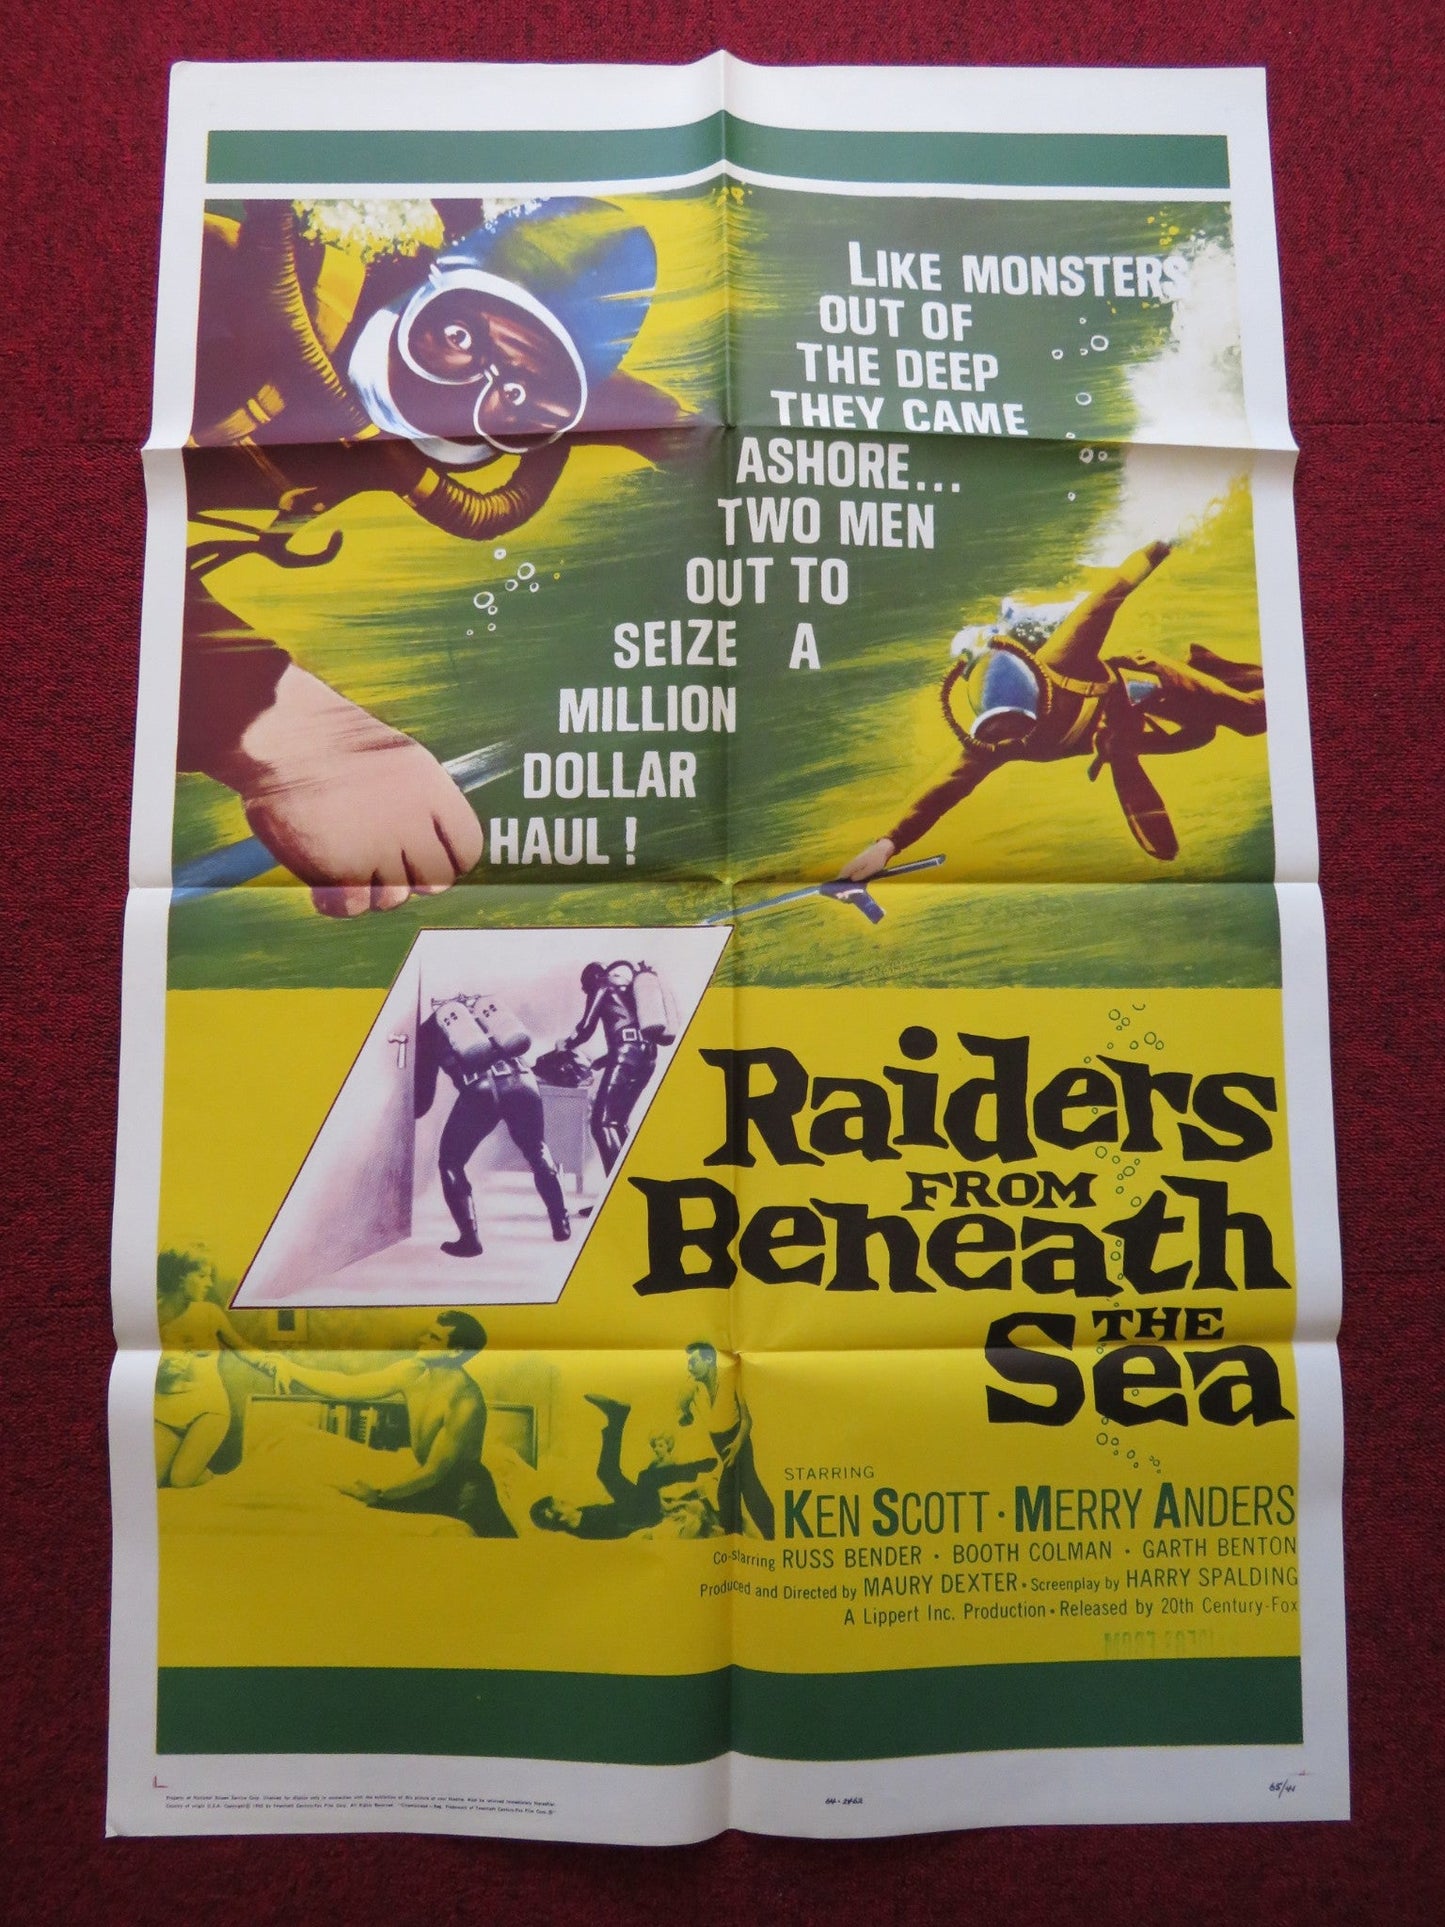 LIKE MONSTERS
OUT OF
THE DEEP
THEY CAME
ASHORE...
TWO MEN
OUT TO
SEIZE A
MILLION
DOLLAR
HAUL!
RAIDERS
FROM
BENEATH
THE
SEA
STARRING
KEN SCOTT · MERRY ANDERS
Co-starring RUSS BENDER · BOOTH COLMAN · GARTH BENTON
Produced and Directed by MAURY DEXTER · Screenplay by HARRY SPALDING
A Lippert Inc. Production · Released by 20th Century-Fox
65/41